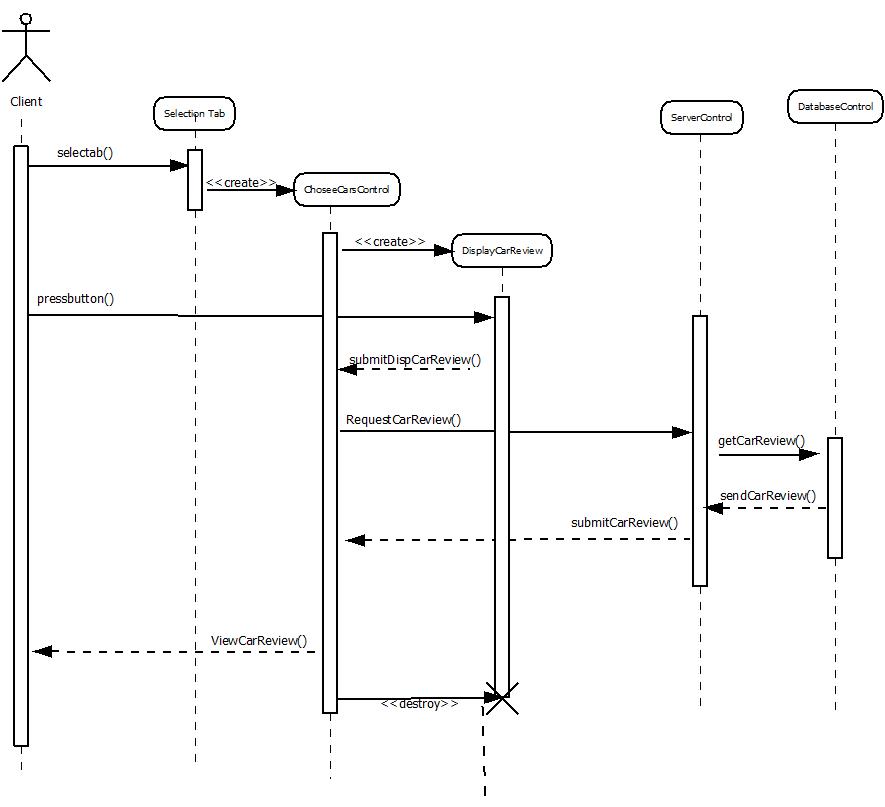 Client
Selection Tab
ServerControl
DatabaseControl
selectab()
<<create>>
ChoseeCarsControl
<<create>>
DisplayCarReview
pressbutton()
submitDispCarReview()
RequestCarReview()
getCarReview()
sendCarReview()
submitCarReview()
ViewCarReview()
<<destroy>>